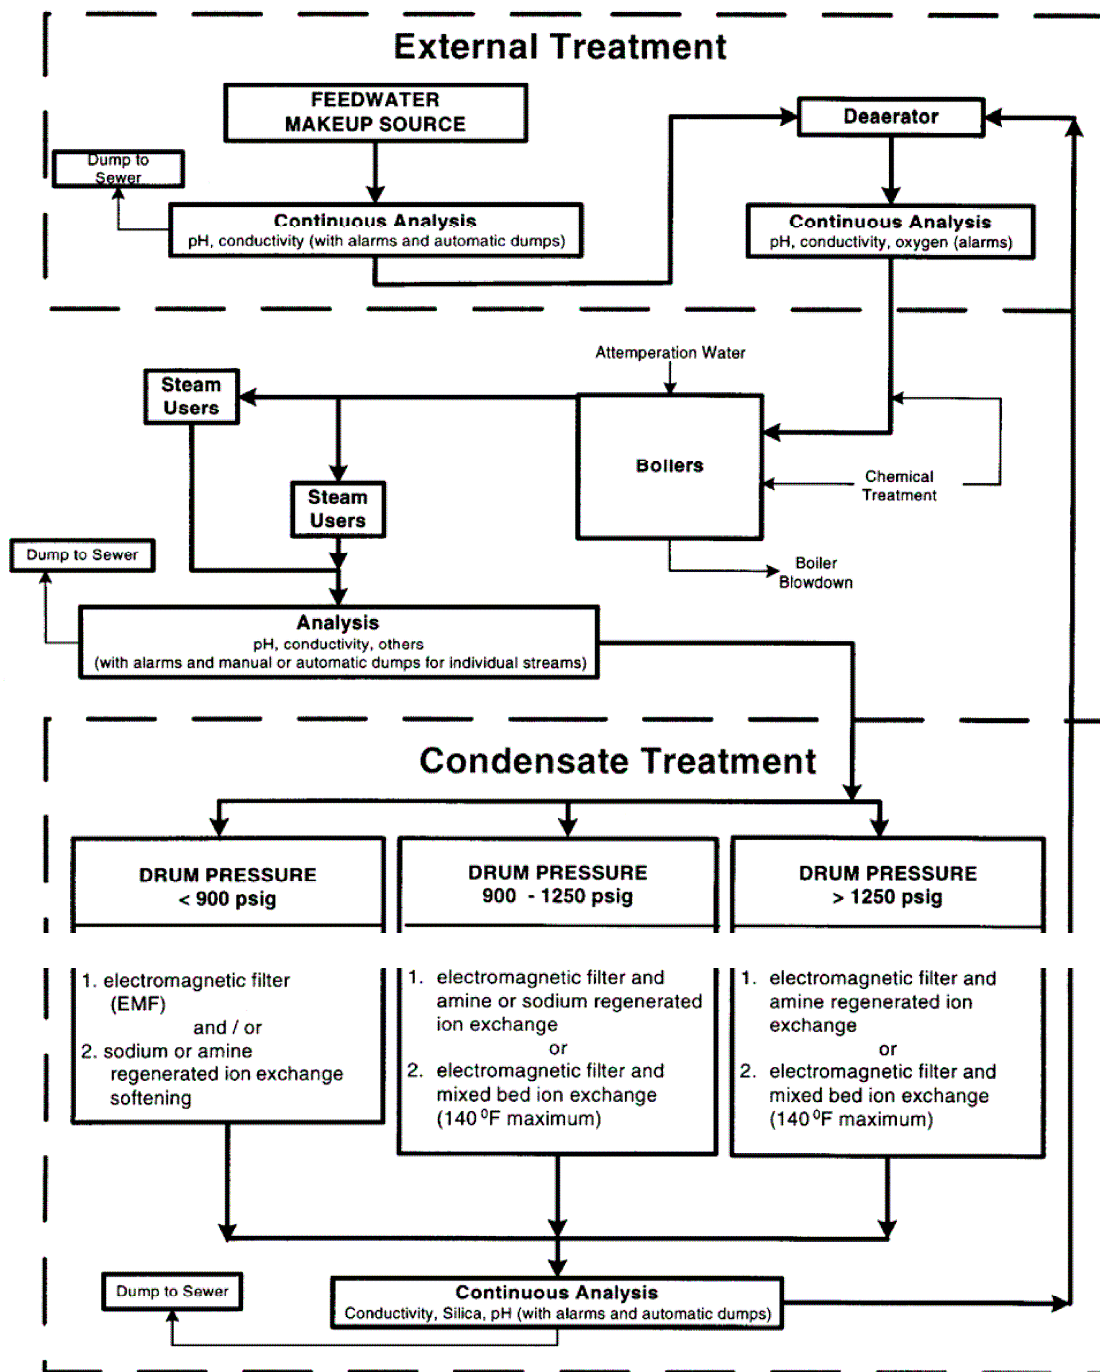 External Treatment
FEEDWATER
MAKEUP SOURCE
Deaerator
Dump to
Sewer
Continuous Analysis
pH, conductivity (with alarms and automatic dumps)
Continuous Analysis
pH, conductivity, oxygen (alarms)
Attemperation Water
Steam
Users
Boilers
Chemical
Treatment
Steam
Users
Dump to Sewer
Boiler
Blowdown
Analysis
pH, conductivity, others
(with alarms and manual or automatic dumps for individual streams)
Condensate Treatment
DRUM PRESSURE
< 900 psig
DRUM PRESSURE
900 - 1250 psig
DRUM PRESSURE
> 1250 psig
1. electromagnetic filter
(EMF)
and / or
2. sodium or amine
regenerated ion exchange
softening
1. electromagnetic filter and
amine or sodium regenerated
ion exchange
or
2. electromagnetic filter and
mixed bed ion exchange
(140 ⁰F maximum)
1. electromagnetic filter and
amine regenerated ion
exchange
or
2. electromagnetic filter and
mixed bed ion exchange
(140 ⁰F maximum)
Dump to Sewer
Continuous Analysis
Conductivity, Silica, pH (with alarms and automatic dumps)